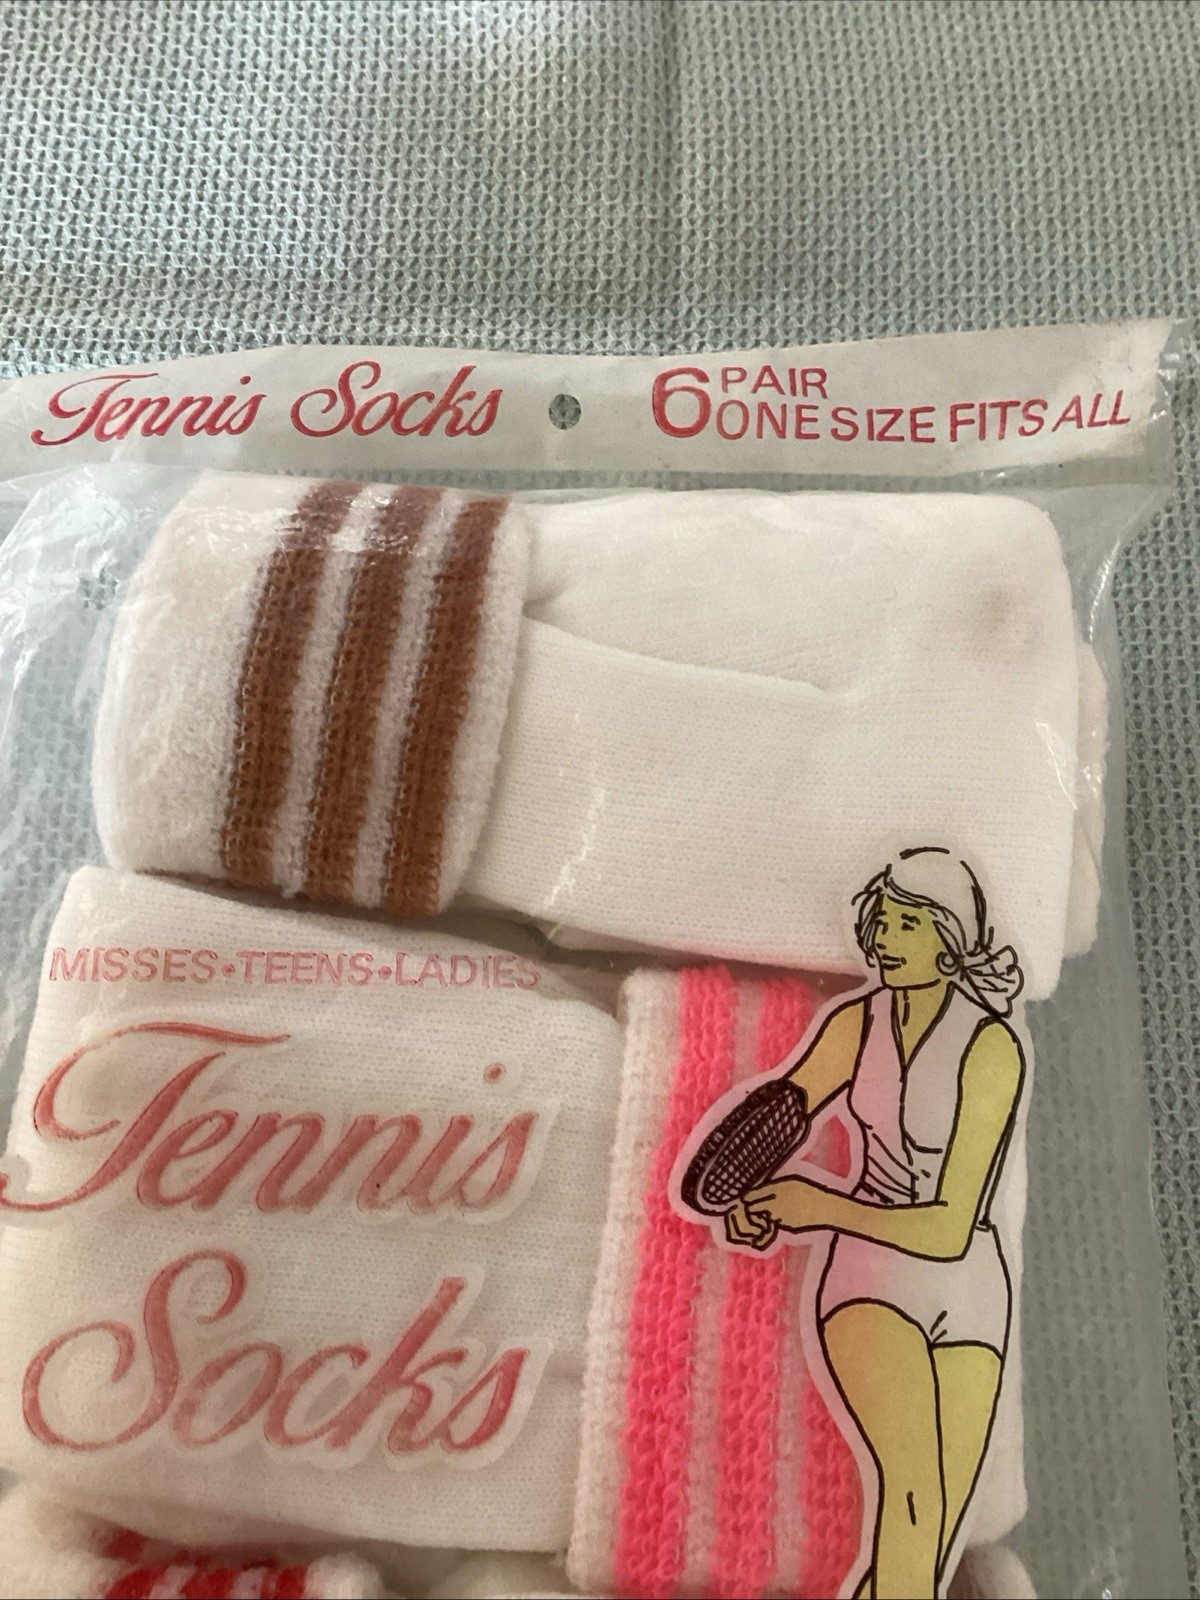 Tennis Socks
6 PAIR
ONE SIZE FITS ALL
MISSES•TEENS•LADIES
Tennis
Socks